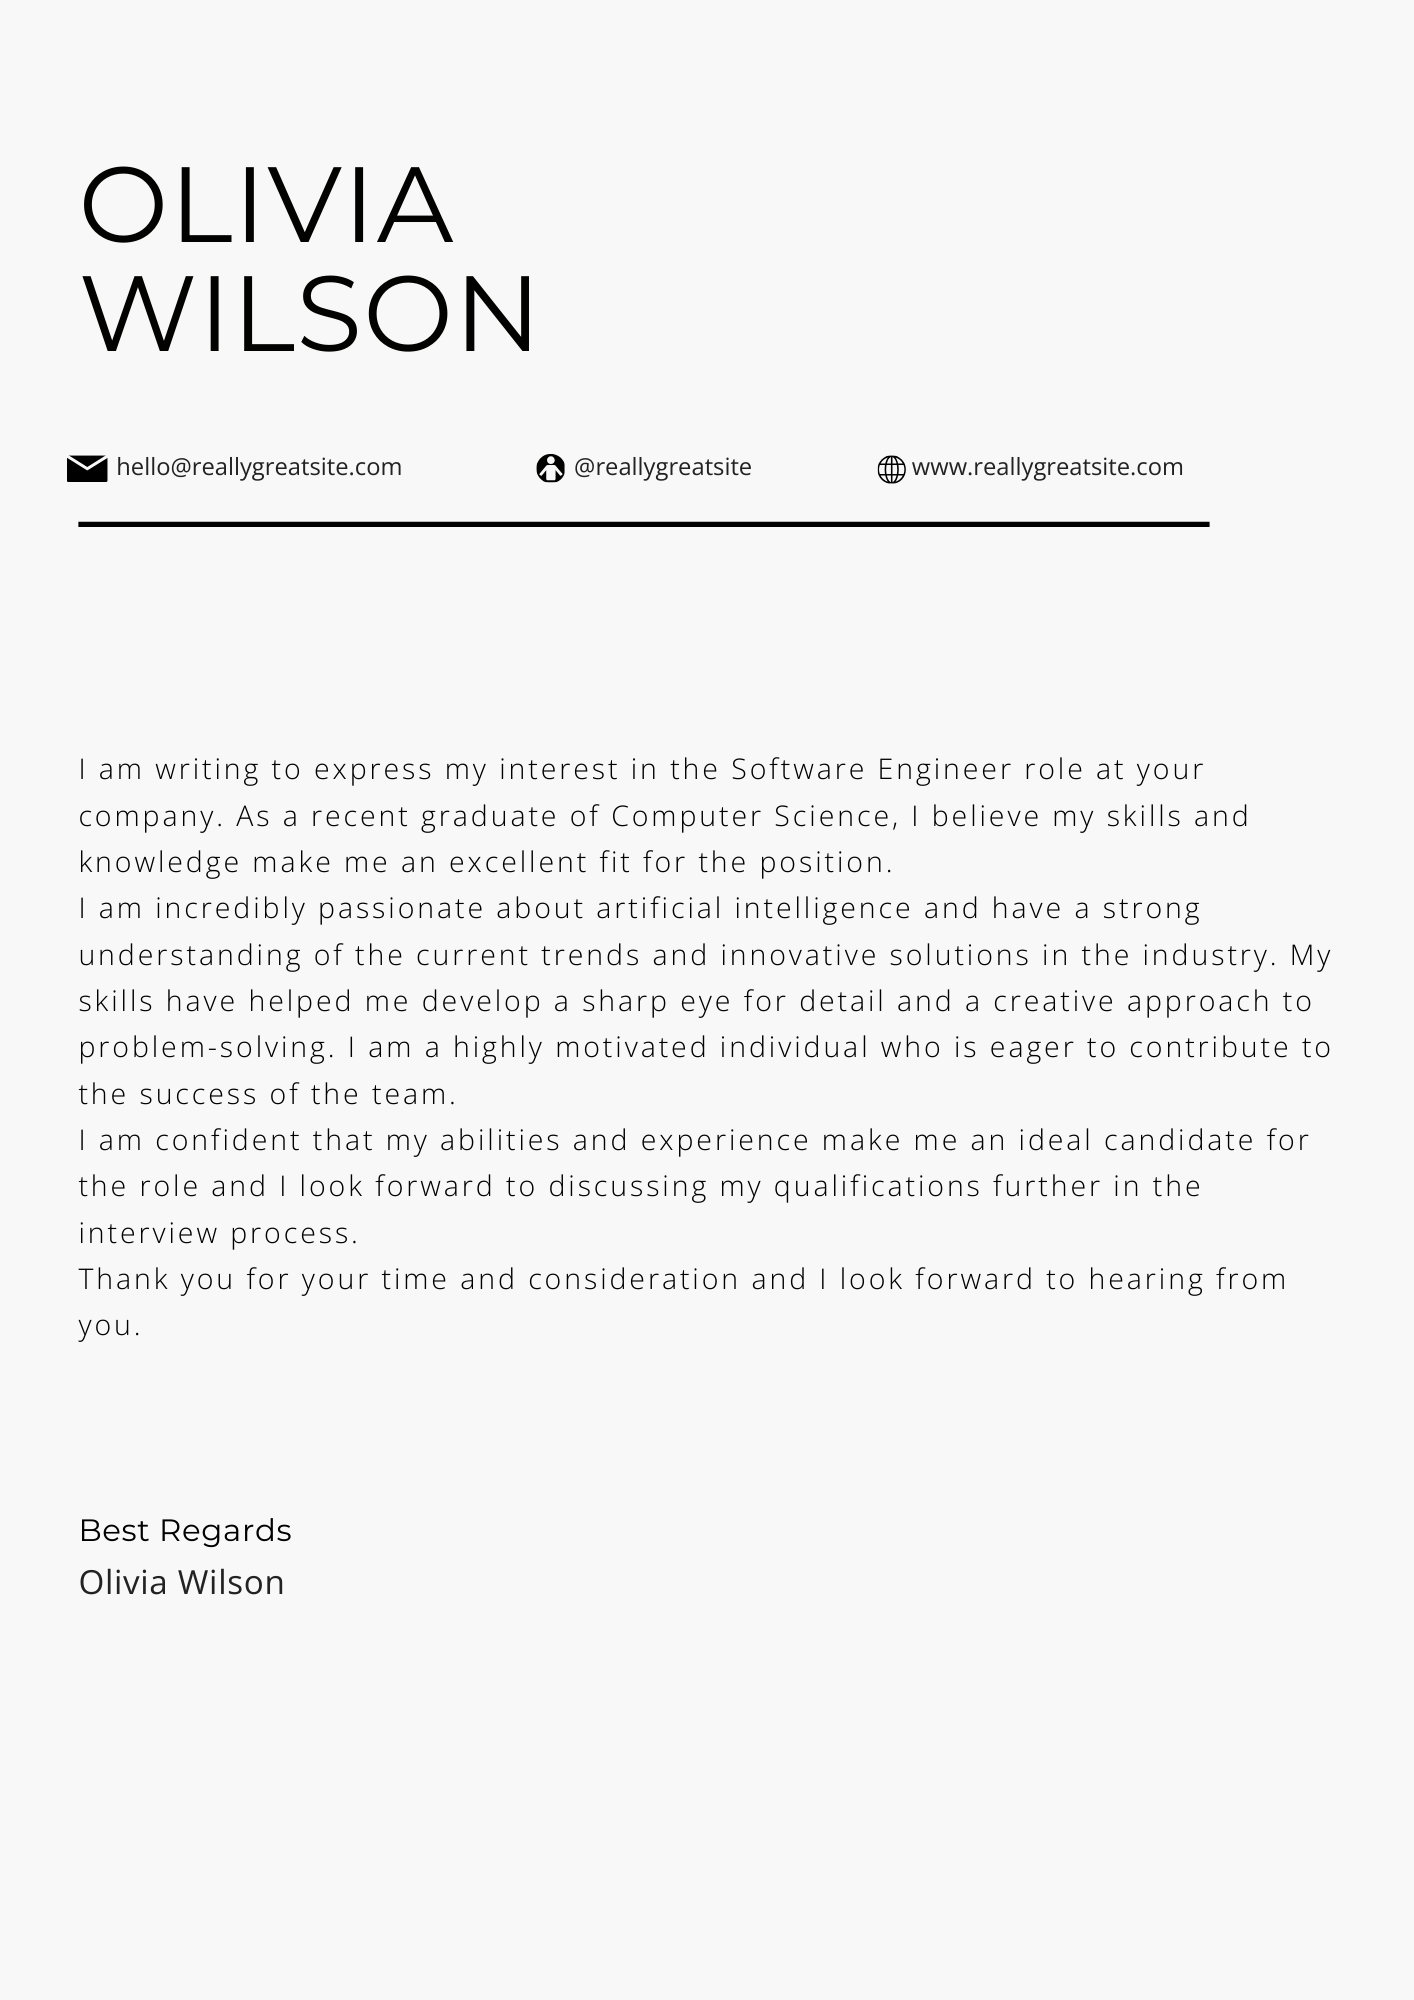 OLIVIA
WILSON
hello@reallygreatsite.com @reallygreatsite www.reallygreatsite.com
I am writing to express my interest in the Software Engineer role at your
company. As a recent graduate of Computer Science, I believe my skills and
knowledge make me an excellent fit for the position.
I am incredibly passionate about artificial intelligence and have a strong
understanding of the current trends and innovative solutions in the industry. My
skills have helped me develop a sharp eye for detail and a creative approach to
problem-solving. I am a highly motivated individual who is eager to contribute to
the success of the team.
I am confident that my abilities and experience make me an ideal candidate for
the role and I look forward to discussing my qualifications further in the
interview process.
Thank you for your time and consideration and I look forward to hearing from
you.
Best Regards
Olivia Wilson